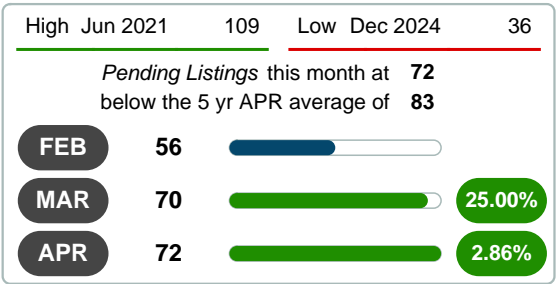 High Jun 2021 109 Low Dec 2024 36
Pending Listings this month at 72
below the 5 yr APR average of 83
FEB 56
MAR 70 25.00%
APR 72 2.86%